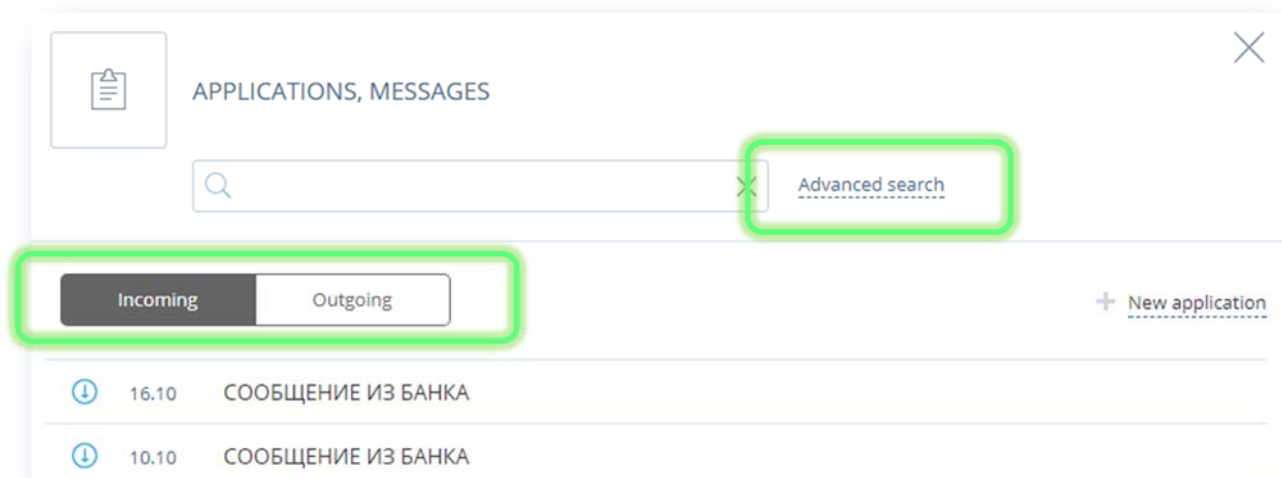 APPLICATIONS, MESSAGES
Advanced search
Incoming Outgoing
New application
16.10 СООБЩЕНИЕ ИЗ БАНКА
10.10 СООБЩЕНИЕ ИЗ БАНКА